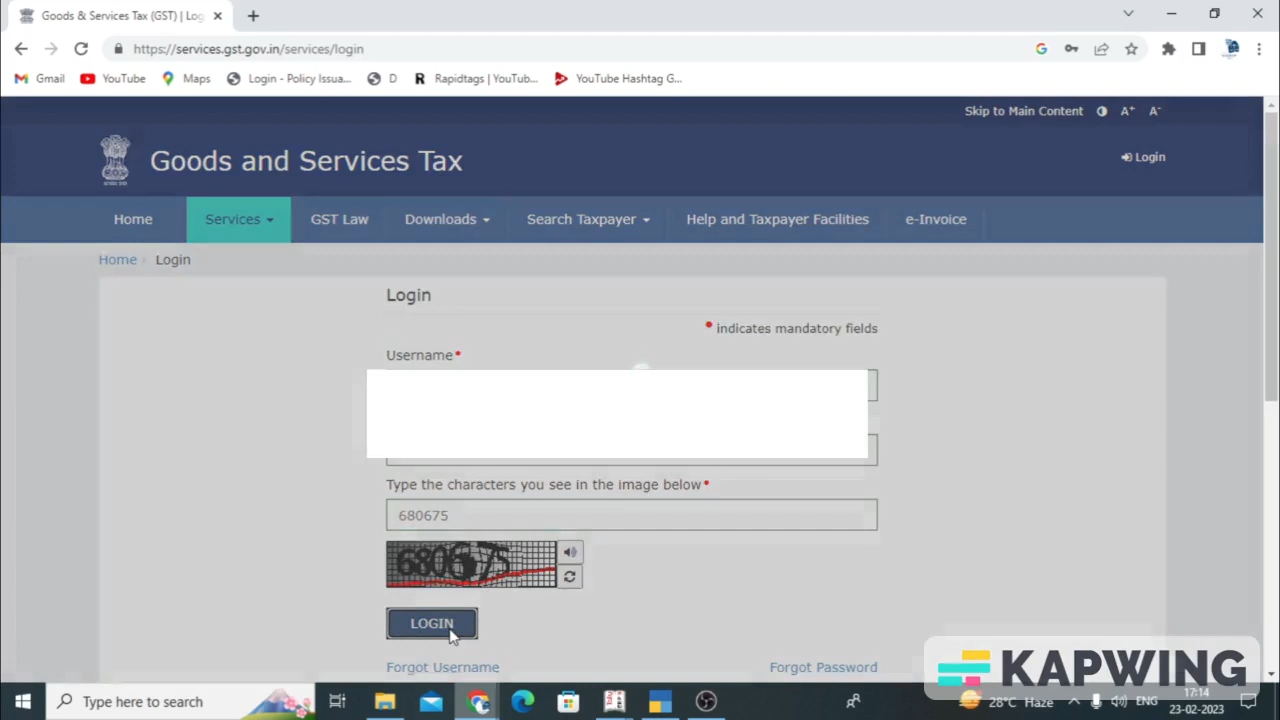 Goods & Services Tax (GST) | Log
https://services.gst.gov.in/services/login
Gmail YouTube Maps Login - Policy Issua... D Rapidtags | YouTub... YouTube Hashtag G...
Skip to Main Content A+ A-
Goods and Services Tax
Login
Home Services GST Law Downloads Search Taxpayer Help and Taxpayer Facilities e-Invoice
Home › Login
Login
• indicates mandatory fields
Username•
Type the characters you see in the image below•
680675
680675
LOGIN
Forgot Username Forgot Password
KAPWING
Type here to search
28°C Haze ENG
17:14
23-02-2023